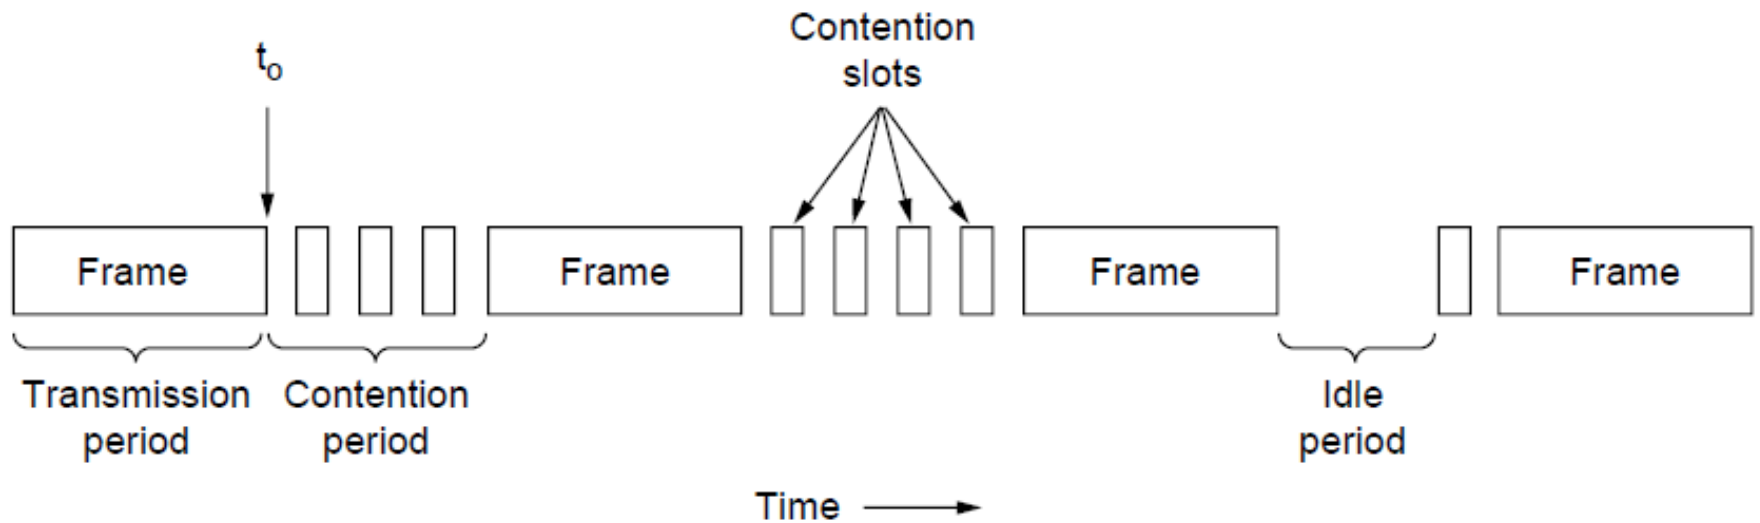 Contention
slots
t₀
Frame
Frame
Frame
Frame
Transmission
period
Contention
period
Idle
period
Time